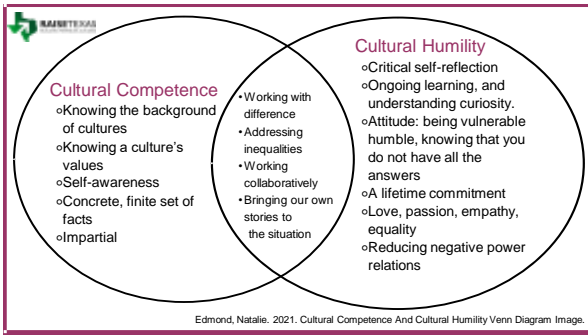 RAISETEXAS
Cultural Competence
Knowing the background
of cultures
Knowing a culture's
values
Self-awareness
Concrete, finite set of
facts
Impartial
•Working with
difference
•Addressing
inequalities
•Working
collaboratively
•Bringing our own
stories to
the situation
Cultural Humility
Critical self-reflection
Ongoing learning, and
understanding curiosity.
Attitude: being vulnerable
humble, knowing that you
do not have all the
answers
A lifetime commitment
Love, passion, empathy,
equality
Reducing negative power
relations
Edmond, Natalie. 2021. Cultural Competence And Cultural Humility Venn Diagram Image.